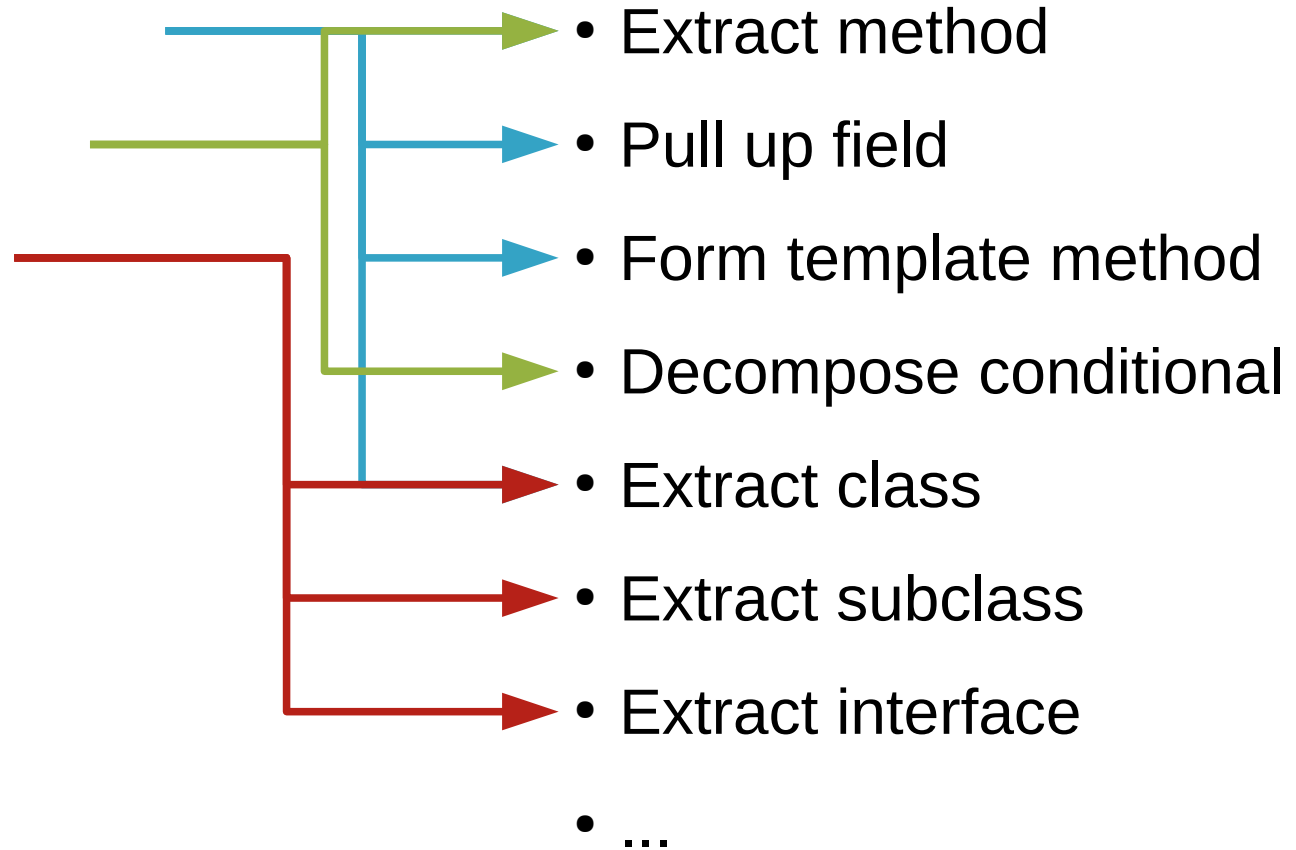 • Extract method
• Pull up field
• Form template method
• Decompose conditional
• Extract class
• Extract subclass
• Extract interface
• ...